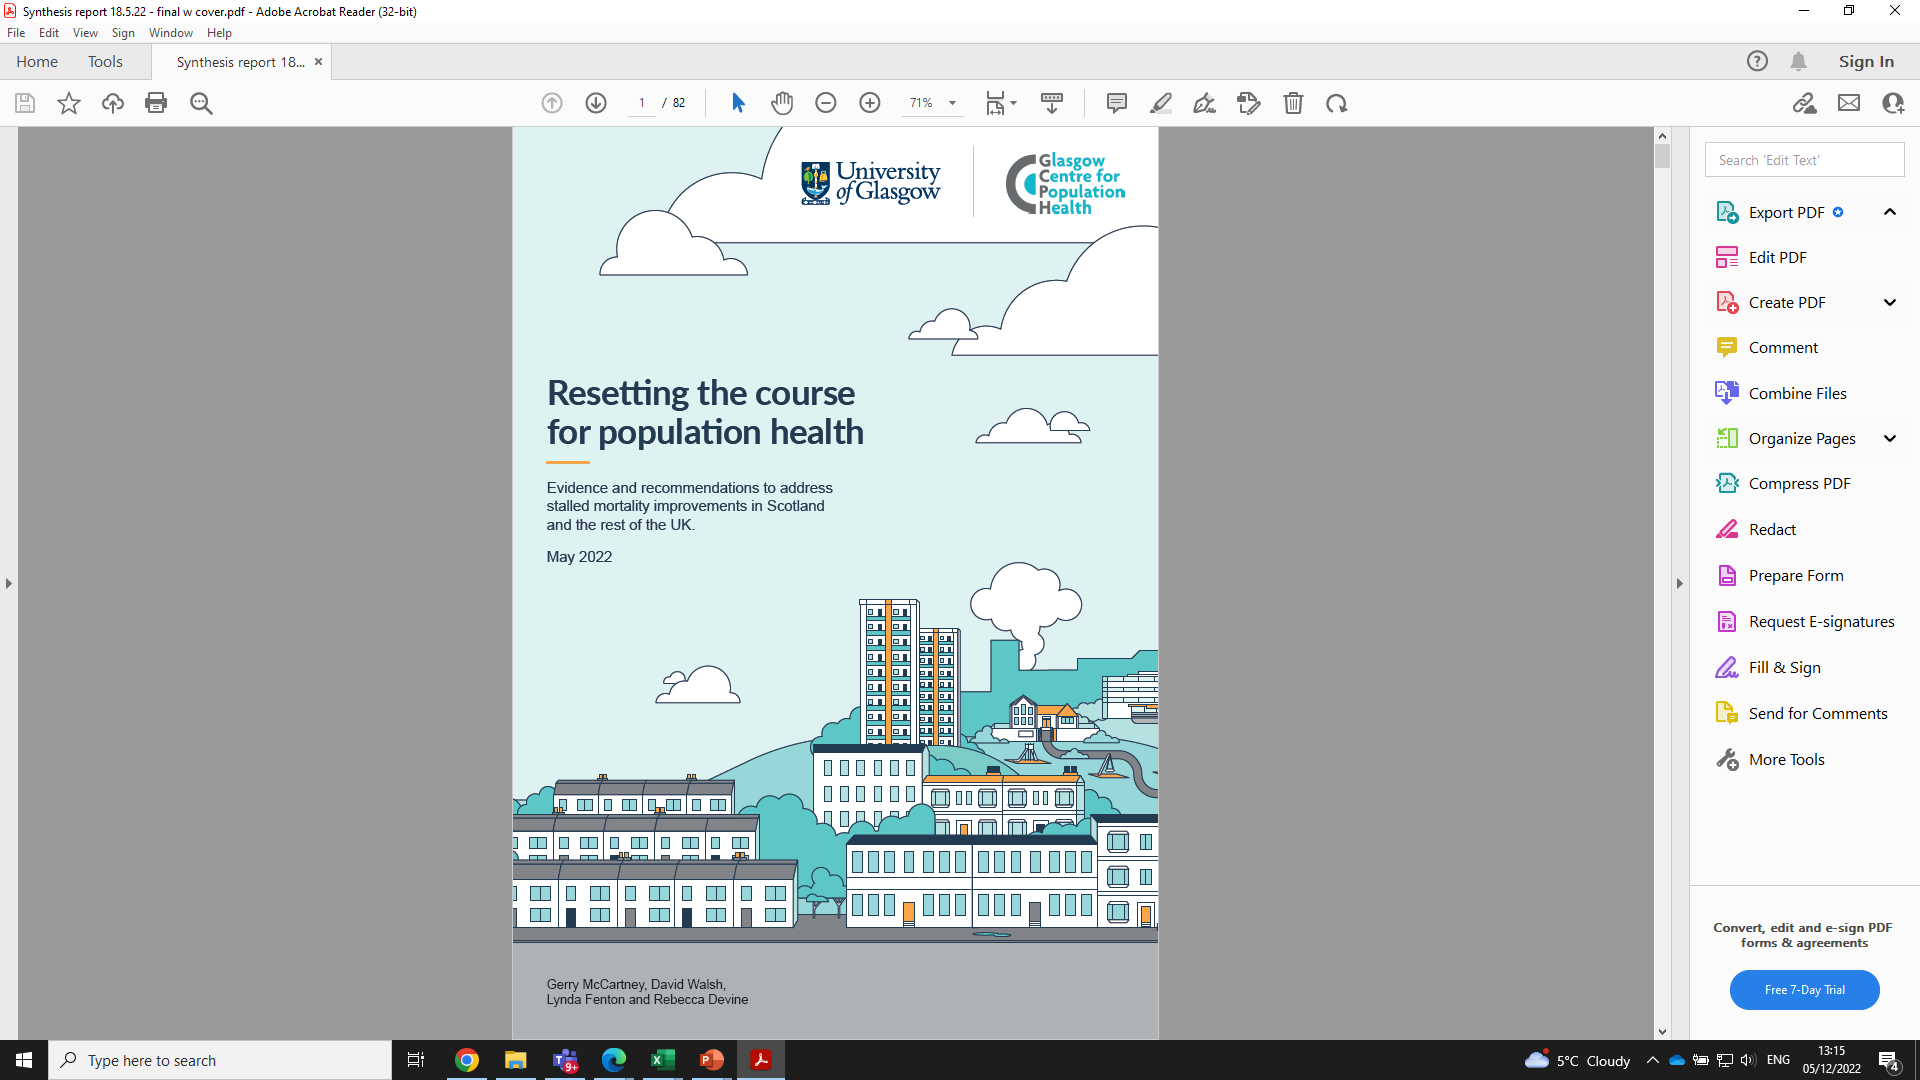 Synthesis report 18.5.22 - final w cover.pdf - Adobe Acrobat Reader (32-bit)
File Edit View Sign Window Help
Home Tools Synthesis report 18... Sign In
1 / 82 71%
University
of Glasgow
Glasgow
Centre for
Population
Health
Resetting the course
for population health
Evidence and recommendations to address
stalled mortality improvements in Scotland
and the rest of the UK.
May 2022
Gerry McCartney, David Walsh,
Lynda Fenton and Rebecca Devine
Search 'Edit Text'
Export PDF
Edit PDF
Create PDF
Comment
Combine Files
Organize Pages
Compress PDF
Redact
Prepare Form
Request E-signatures
Fill & Sign
Send for Comments
More Tools
Convert, edit and e-sign PDF
forms & agreements
Free 7-Day Trial
Type here to search
9+
5°C Cloudy
ENG
13:15
05/12/2022
4